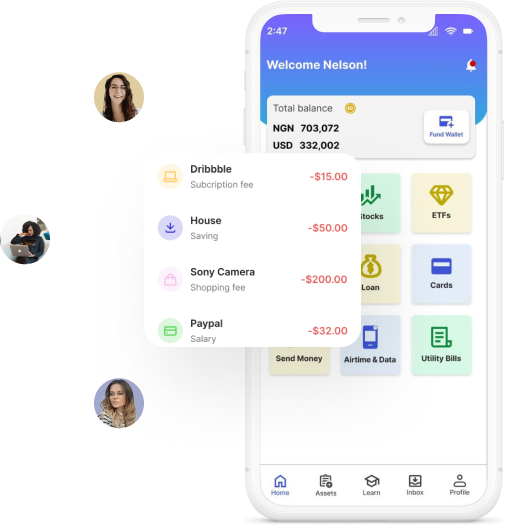 2:47
Welcome Nelson!
Total balance
NGN 703,072
USD 332,002
Fund Wallet
Dribbble
Subcription fee
-$15.00
House
Saving
-$50.00
Sony Camera
Shopping fee
-$200.00
Paypal
Salary
-$32.00
ETFs
Loan
Cards
Send Money
Airtime & Data
Utility Bills
Home
Assets
Learn
Inbox
Profile